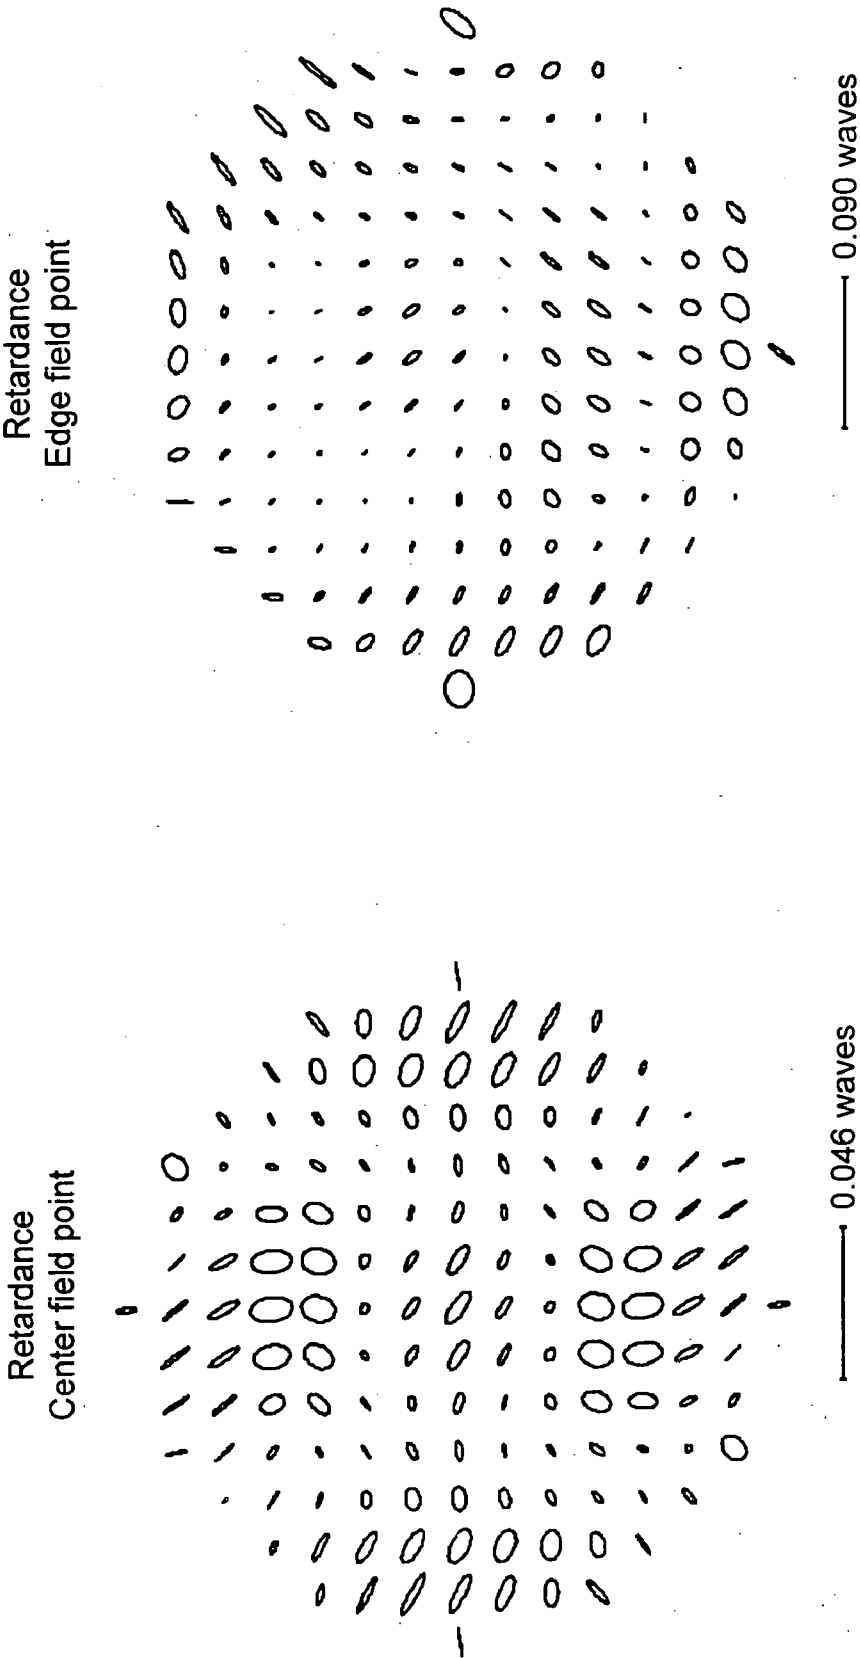 Retardance
Center field point
0.046 waves
Retardance
Edge field point
0.090 waves